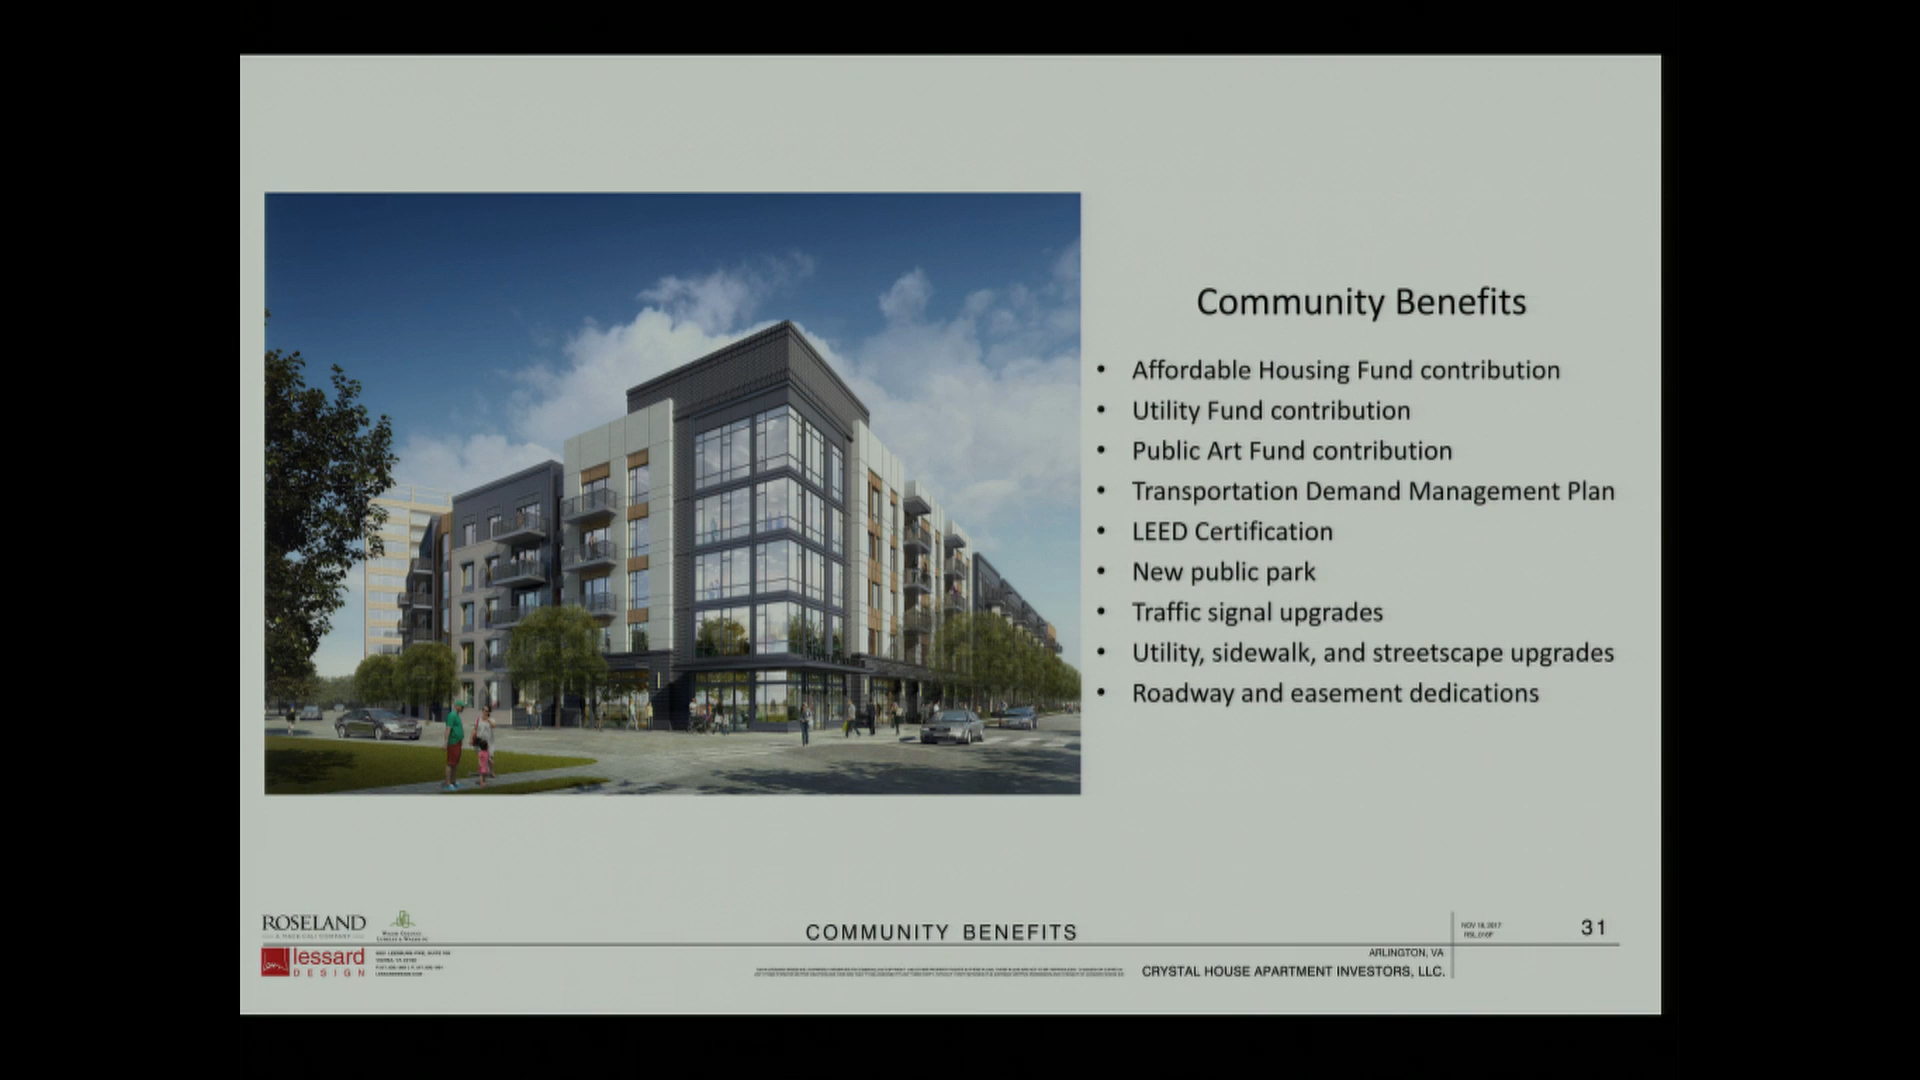 Community Benefits
• Affordable Housing Fund contribution
• Utility Fund contribution
• Public Art Fund contribution
• Transportation Demand Management Plan
• LEED Certification
• New public park
• Traffic signal upgrades
• Utility, sidewalk, and streetscape upgrades
• Roadway and easement dedications
ROSELAND
lessard
DESIGN
COMMUNITY BENEFITS
NOV 18, 2017
31
ARLINGTON, VA
CRYSTAL HOUSE APARTMENT INVESTORS, LLC.